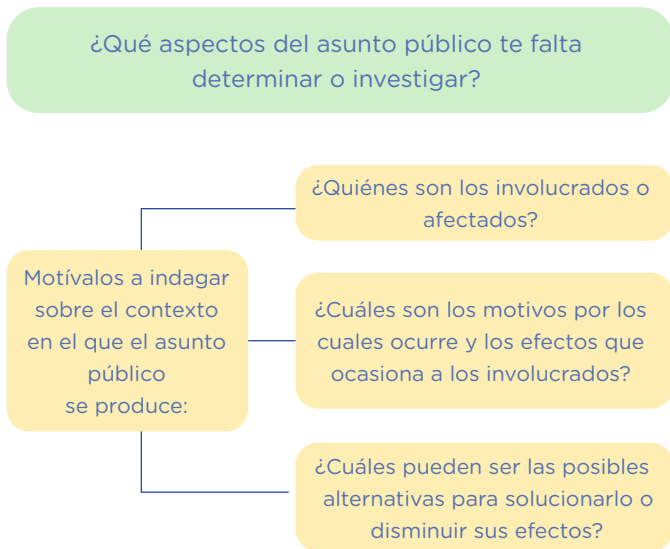 ¿Qué aspectos del asunto público te falta
determinar o investigar?
¿Quiénes son los involucrados o
afectados?
Motívalos a indagar
sobre el contexto
en el que el asunto
público
se produce:
¿Cuáles son los motivos por los
cuales ocurre y los efectos que
ocasiona a los involucrados?
¿Cuáles pueden ser las posibles
alternativas para solucionarlo o
disminuir sus efectos?